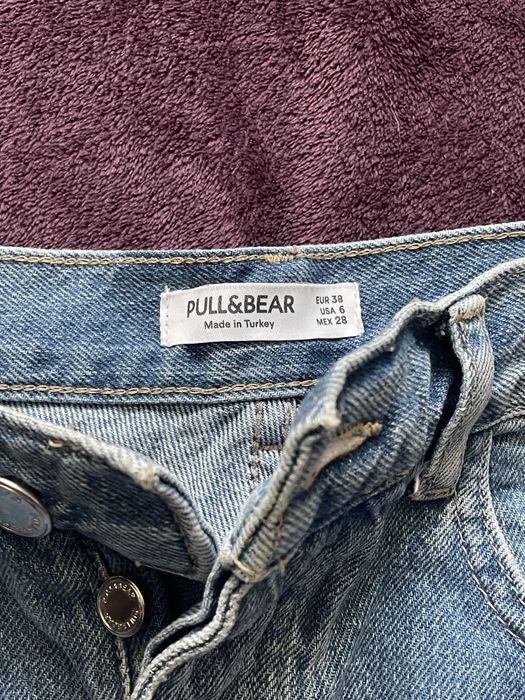 PULL&BEAR
Made in Turkey
EUR 38
USA 6
MEX 28